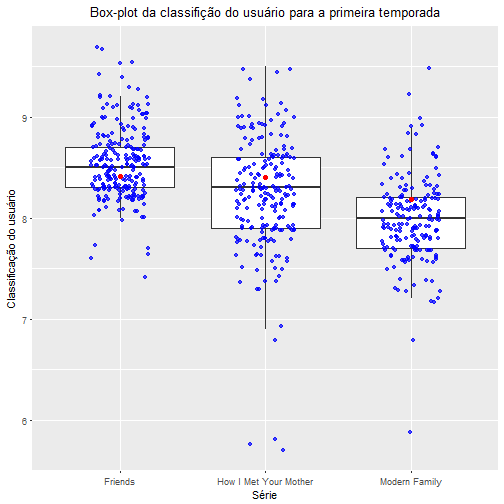 Box-plot da classifição do usuário para a primeira temporada
Classificação do usuário
9
8
7
6
Friends
How I Met Your Mother
Modern Family
Série